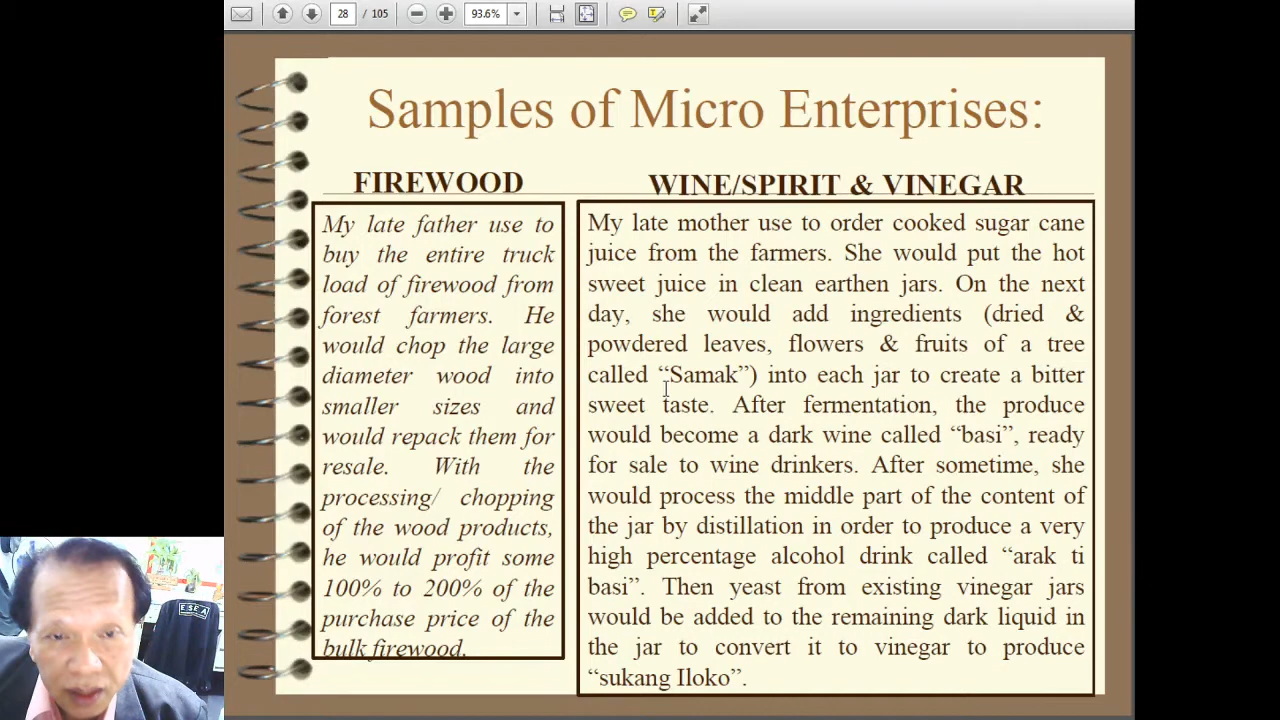 28 / 105 93.6%
Samples of Micro Enterprises:
FIREWOOD
My late father use to
buy the entire truck
load of firewood from
forest farmers. He
would chop the large
diameter wood into
smaller sizes and
would repack them for
resale. With the
processing/ chopping
of the wood products,
he would profit some
100% to 200% of the
purchase price of the
bulk firewood.
WINE/SPIRIT & VINEGAR
My late mother use to order cooked sugar cane
juice from the farmers. She would put the hot
sweet juice in clean earthen jars. On the next
day, she would add ingredients (dried &
powdered leaves, flowers & fruits of a tree
called “Samak”) into each jar to create a bitter
sweet taste. After fermentation, the produce
would become a dark wine called “basi”, ready
for sale to wine drinkers. After sometime, she
would process the middle part of the content of
the jar by distillation in order to produce a very
high percentage alcohol drink called “arak ti
basi”. Then yeast from existing vinegar jars
would be added to the remaining dark liquid in
the jar to convert it to vinegar to produce
“sukang Iloko”.
ESEA